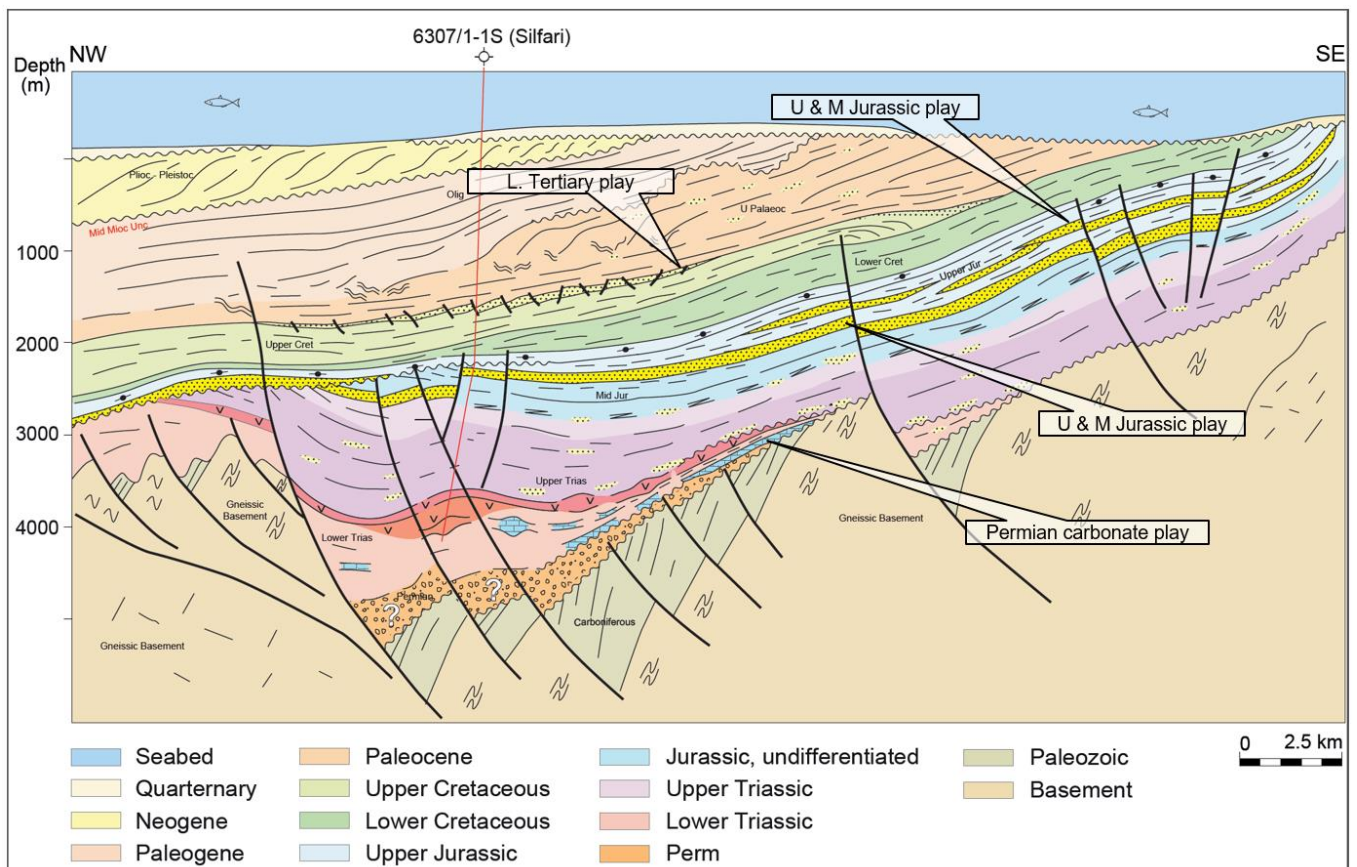 6307/1-1S (Silfari)
NW
SE
Depth
(m)
U & M Jurassic play
Plioc - Pleistoc
L. Tertiary play
Olig
U Palaeoc
Mid Mioc Unc
1000
Lower Cret
Upper Jur
2000
Upper Cret
Mid Jur
U & M Jurassic play
3000
Upper Trias
Gneissic
Basement
4000
Lower Trias
Gneissic Basement
Permian carbonate play
Permian
?
?
Carboniferous
Gneissic Basement
0 2.5 km
Seabed
Paleocene
Jurassic, undifferentiated
Paleozoic
Quarternary
Upper Cretaceous
Upper Triassic
Basement
Neogene
Lower Cretaceous
Lower Triassic
Paleogene
Upper Jurassic
Perm